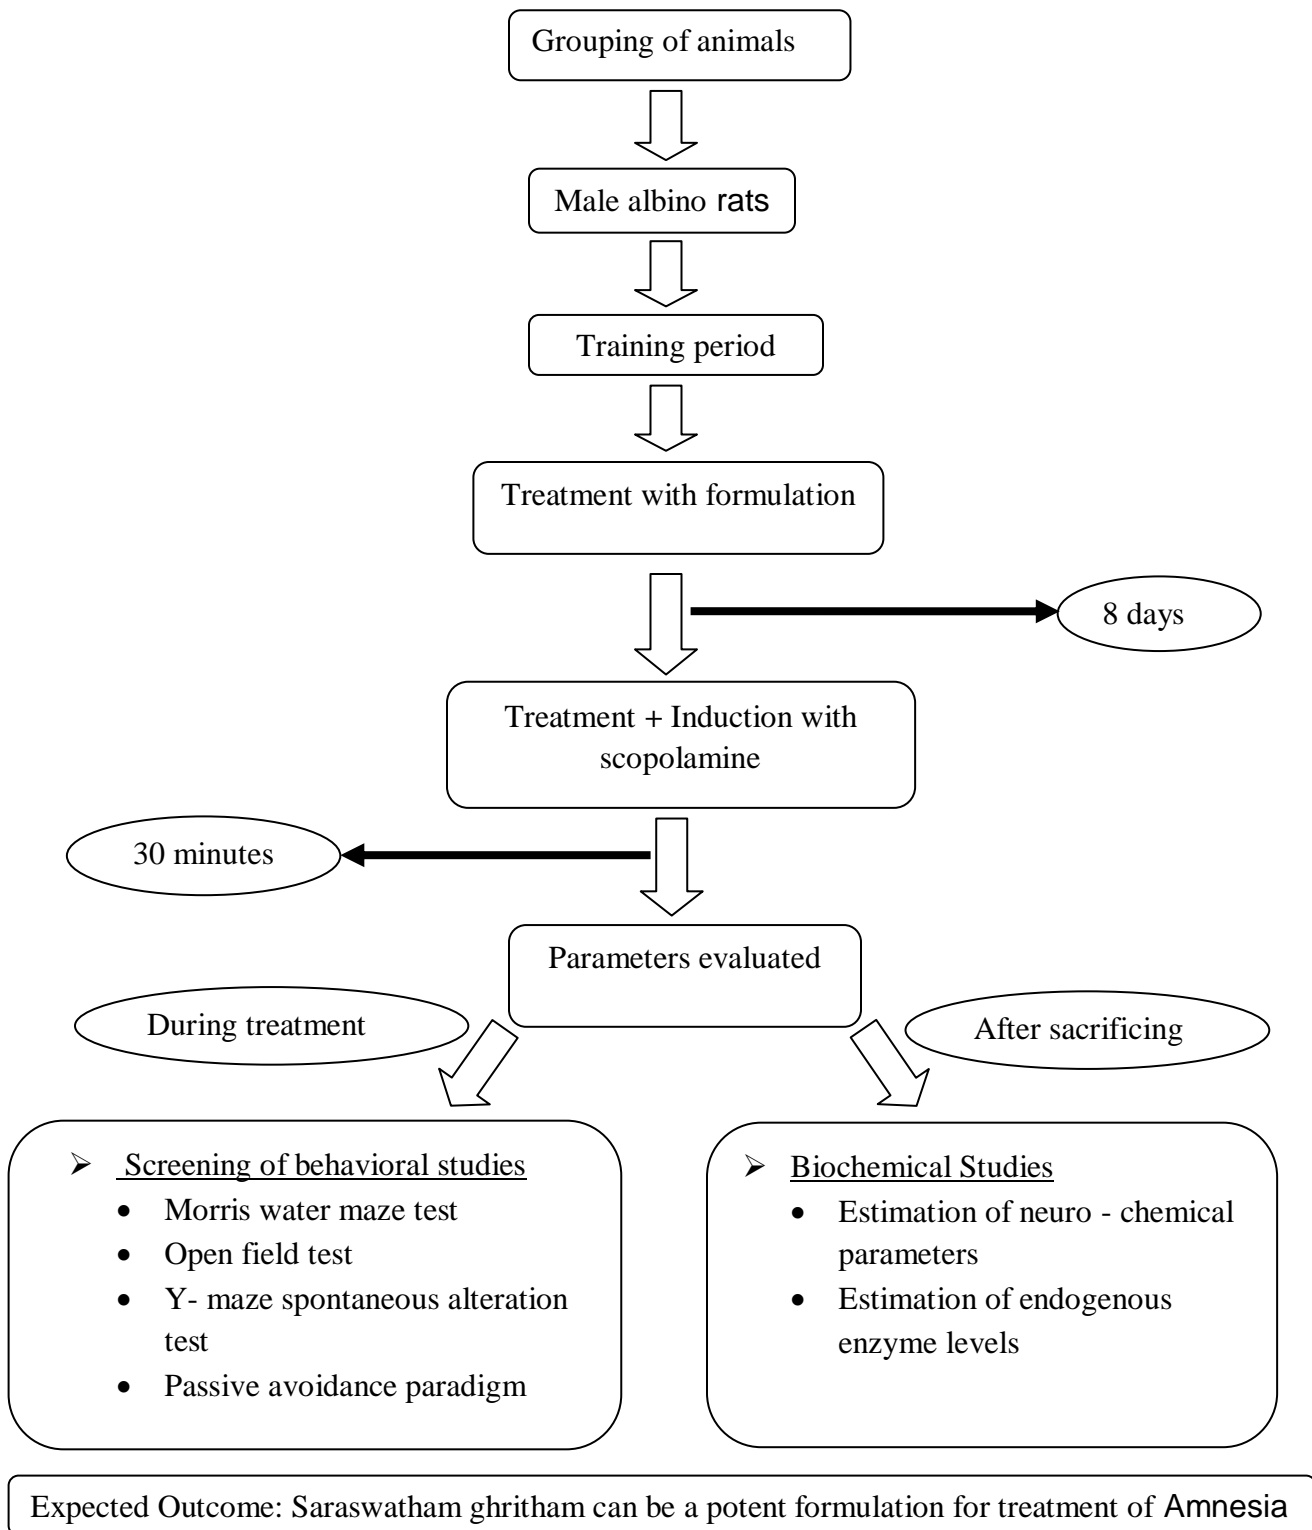 Grouping of animals
Male albino rats
Training period
Treatment with formulation
8 days
Treatment + Induction with
scopolamine
30 minutes
Parameters evaluated
During treatment
After sacrificing
➢ Screening of behavioral studies
• Morris water maze test
• Open field test
• Y- maze spontaneous alteration
test
• Passive avoidance paradigm
➢ Biochemical Studies
• Estimation of neuro - chemical
parameters
• Estimation of endogenous
enzyme levels
Expected Outcome: Saraswatham ghritham can be a potent formulation for treatment of Amnesia